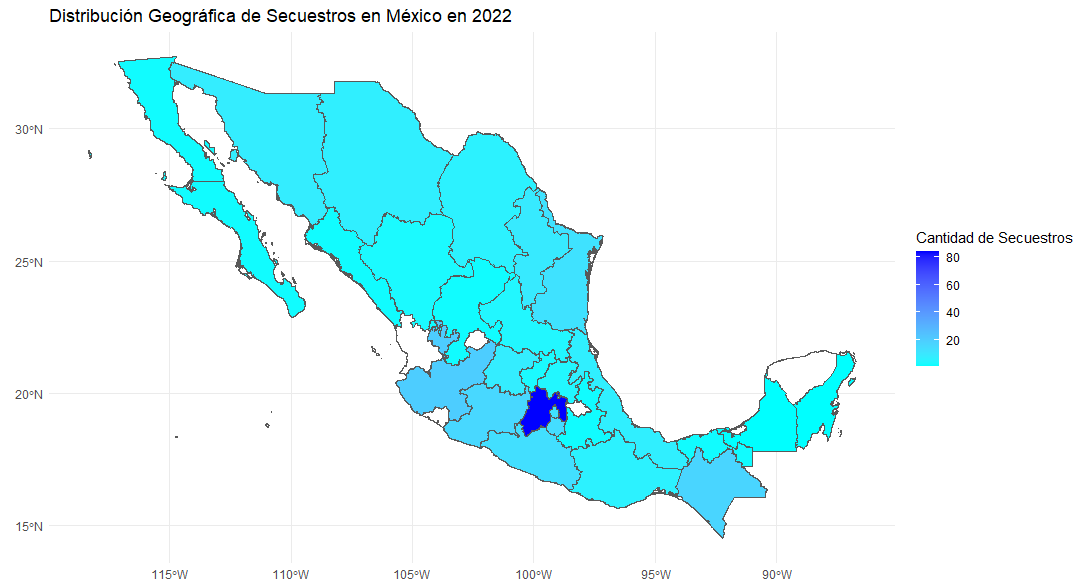 Distribución Geográfica de Secuestros en México en 2022
30°N
25°N
20°N
15°N
115°W
110°W
105°W
100°W
95°W
90°W
Cantidad de Secuestros
80
60
40
20